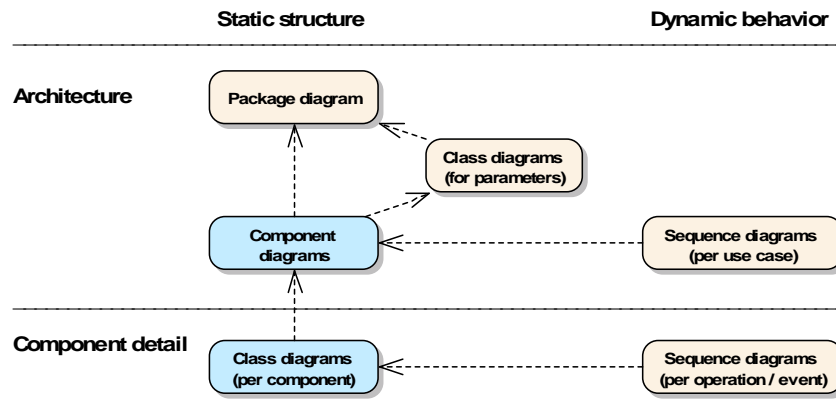 Static structure
Dynamic behavior
Architecture
Package diagram
Class diagrams
(for parameters)
Component
diagrams
Sequence diagrams
(per use case)
Component detail
Class diagrams
(per component)
Sequence diagrams
(per operation / event)